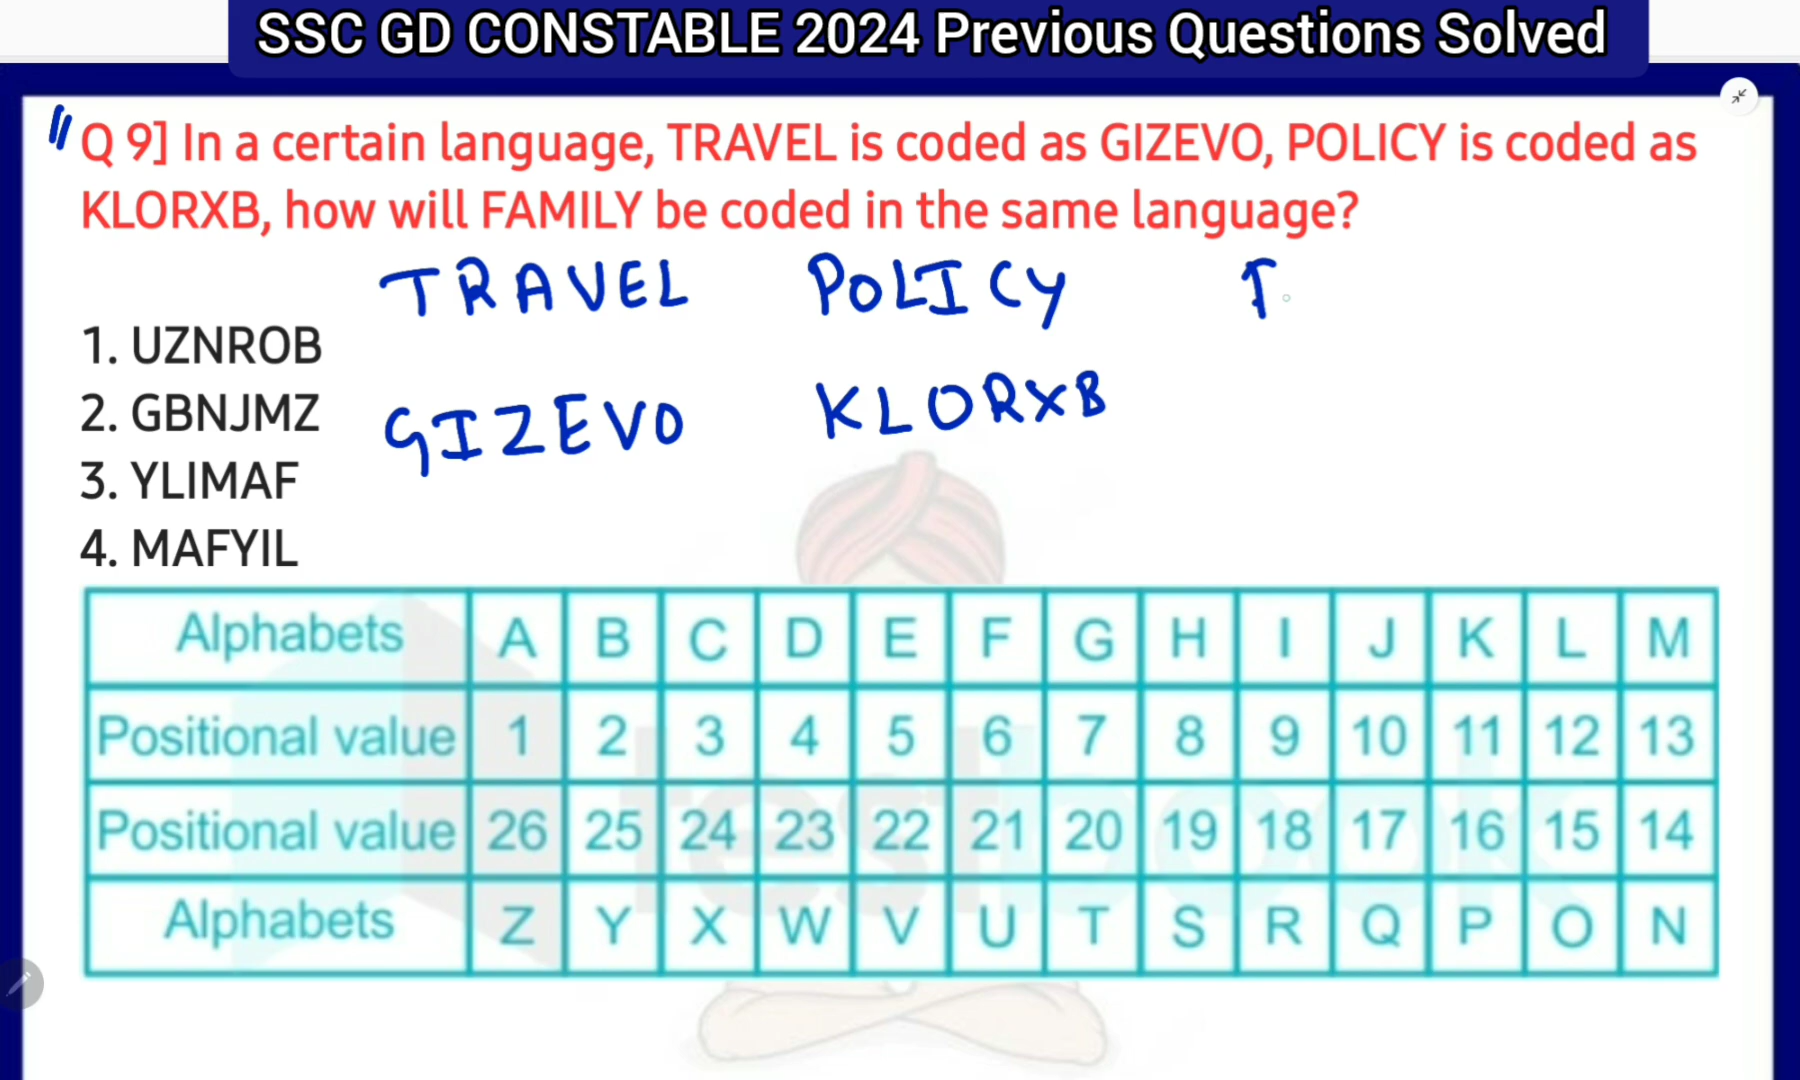 SSC GD CONSTABLE 2024 Previous Questions Solved
Q 9] In a certain language, TRAVEL is coded as GIZEVO, POLICY is coded as
KLORXB, how will FAMILY be coded in the same language?
TRAVEL POLICY
1. UZNROB
2. GBNJMZ
GIZEVO KLORXB
3. YLIMAF
4. MAFYIL
Alphabets A B C D E F G H I J K L M
Positional value 1 2 3 4 5 6 7 8 9 10 11 12 13
Positional value 26 25 24 23 22 21 20 19 18 17 16 15 14
Alphabets Z Y X W V U T S R Q P O N